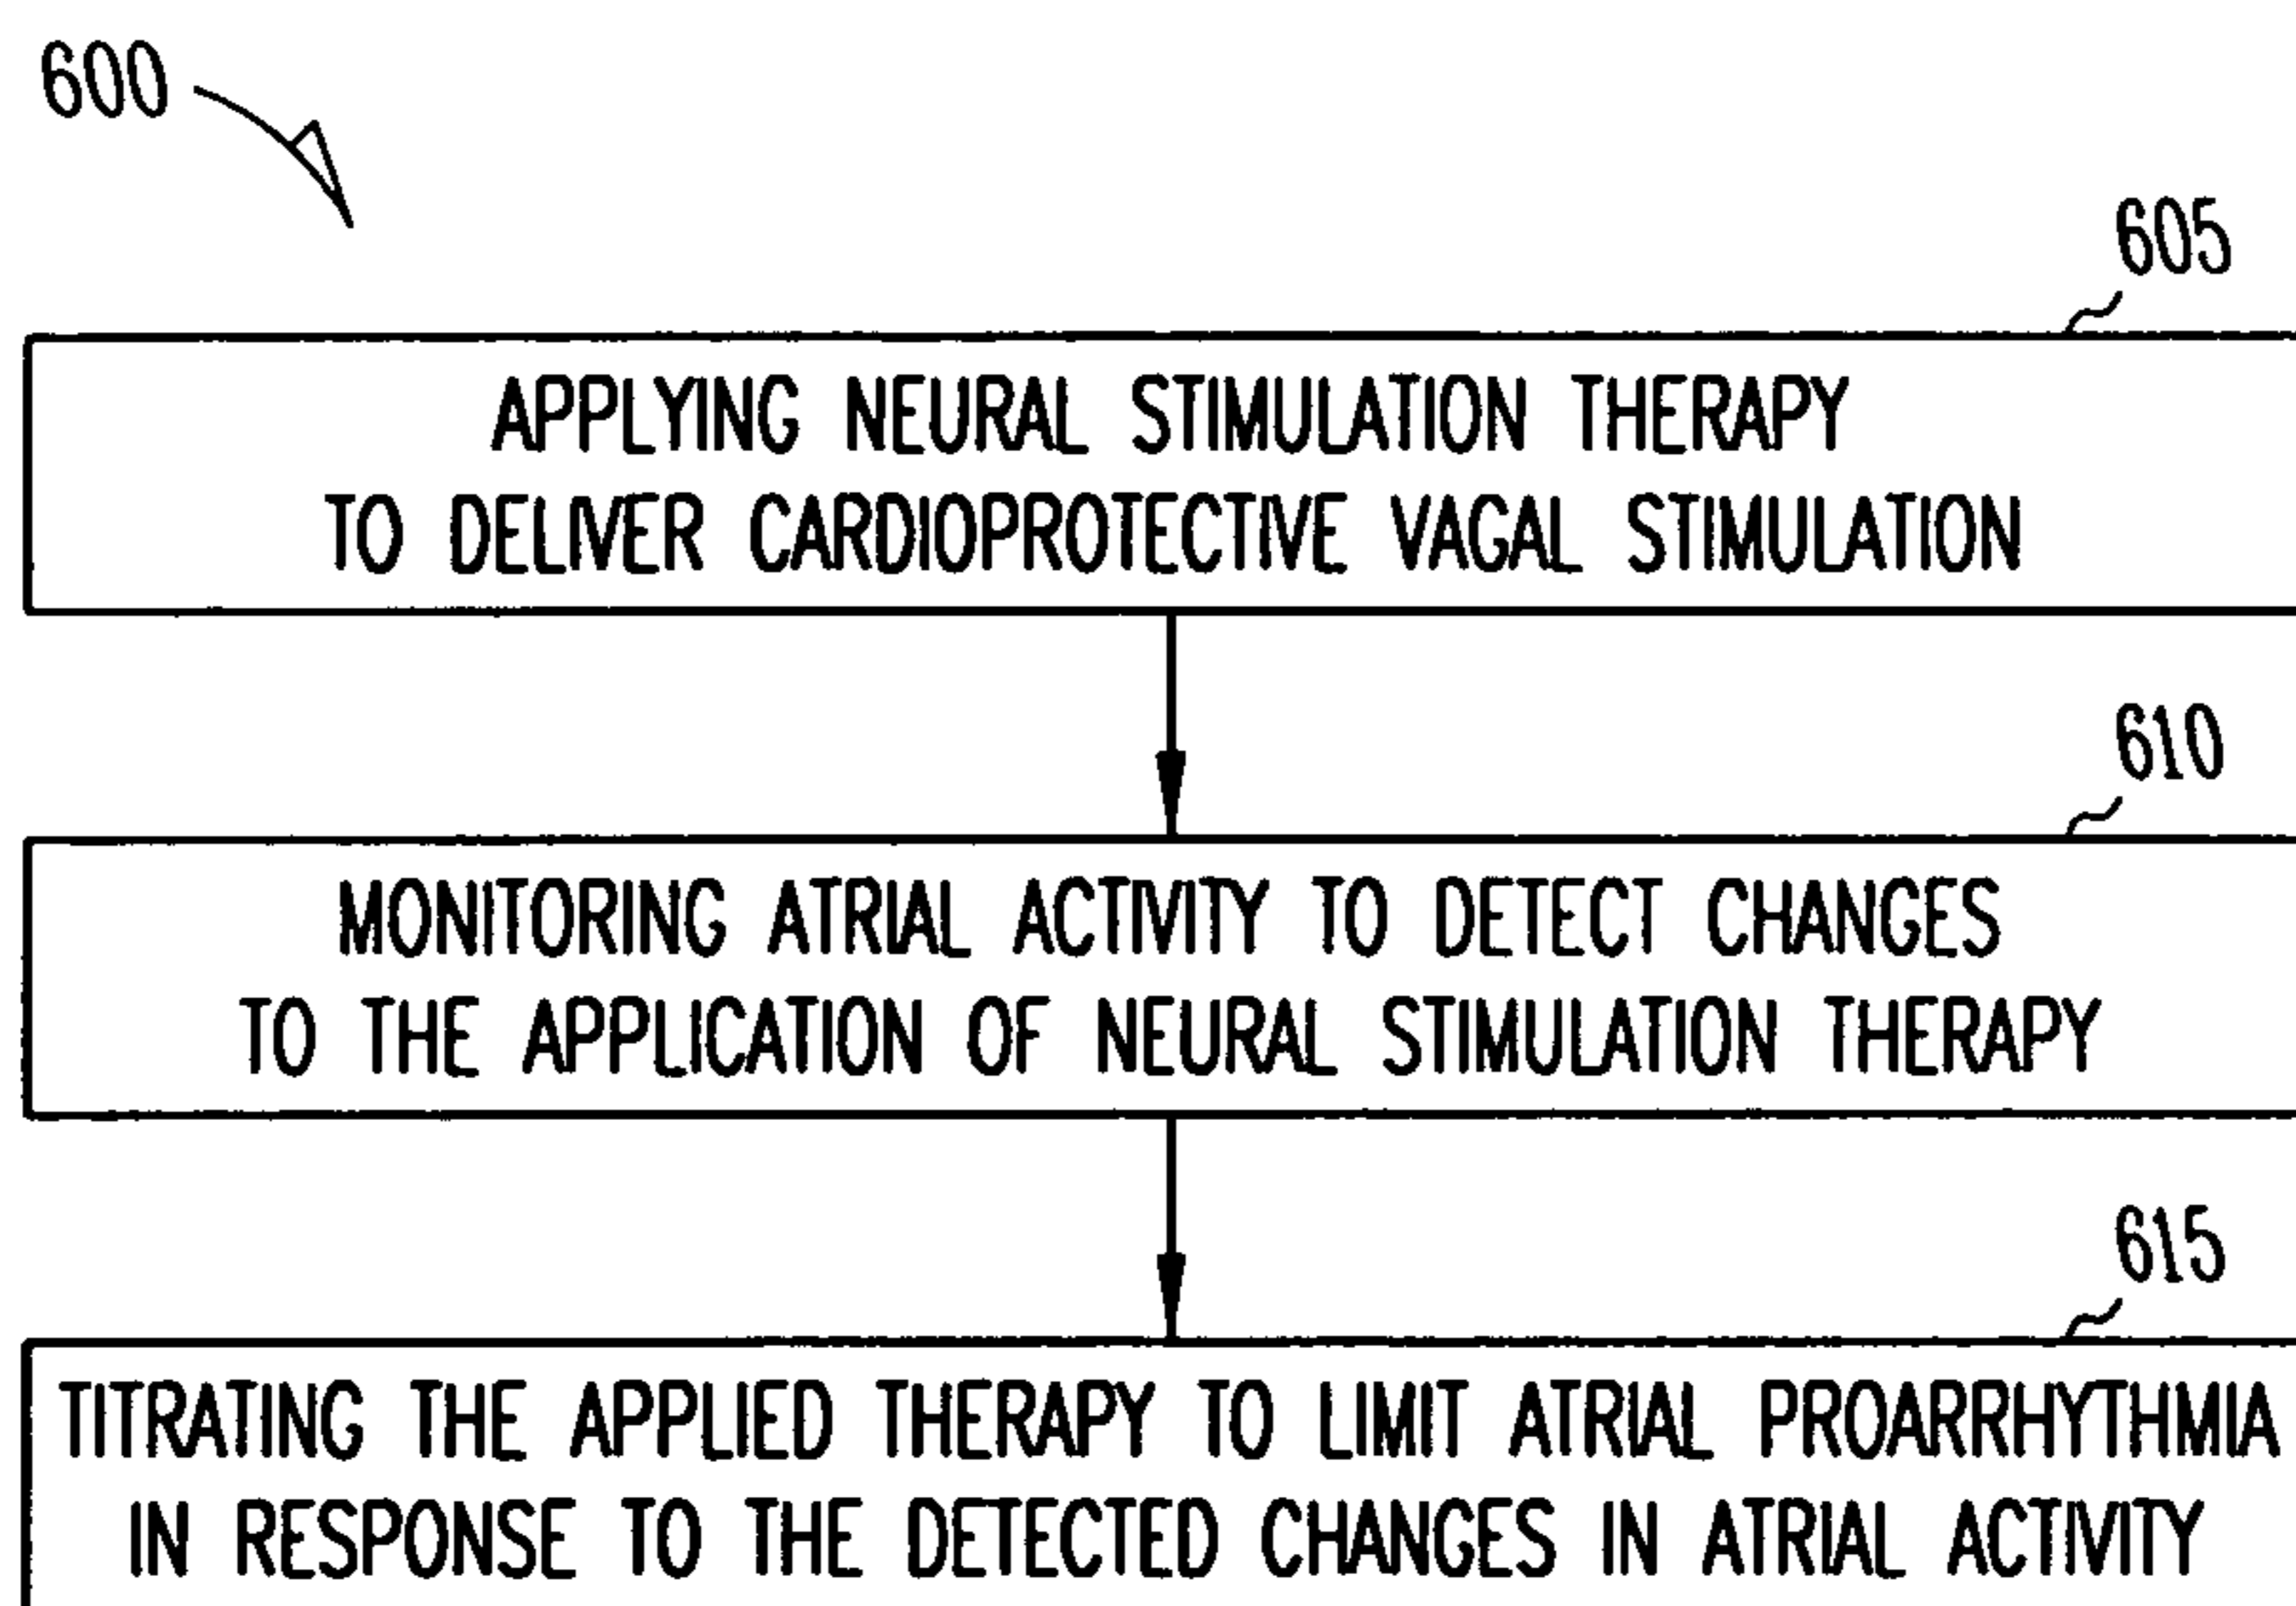 600
605
APPLYING NEURAL STIMULATION THERAPY
TO DELIVER CARDIOPROTECTIVE VAGAL STIMULATION
610
MONITORING ATRIAL ACTIVITY TO DETECT CHANGES
TO THE APPLICATION OF NEURAL STIMULATION THERAPY
615
TITRATING THE APPLIED THERAPY TO LIMIT ATRIAL PROARRHYTHMIA
IN RESPONSE TO THE DETECTED CHANGES IN ATRIAL ACTIVITY